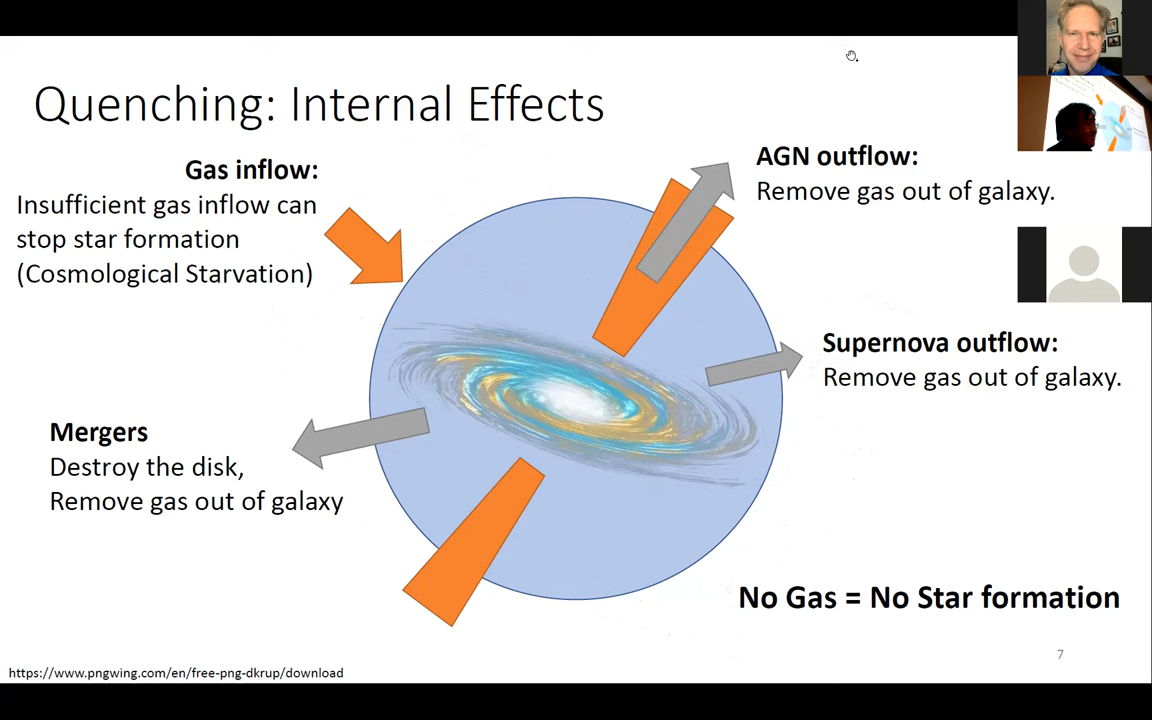 Quenching: Internal Effects
Gas inflow:
Insufficient gas inflow can
stop star formation
(Cosmological Starvation)
AGN outflow:
Remove gas out of galaxy.
Supernova outflow:
Remove gas out of galaxy.
Mergers
Destroy the disk,
Remove gas out of galaxy
No Gas = No Star formation
7
https://www.pngwing.com/en/free-png-dkrup/download